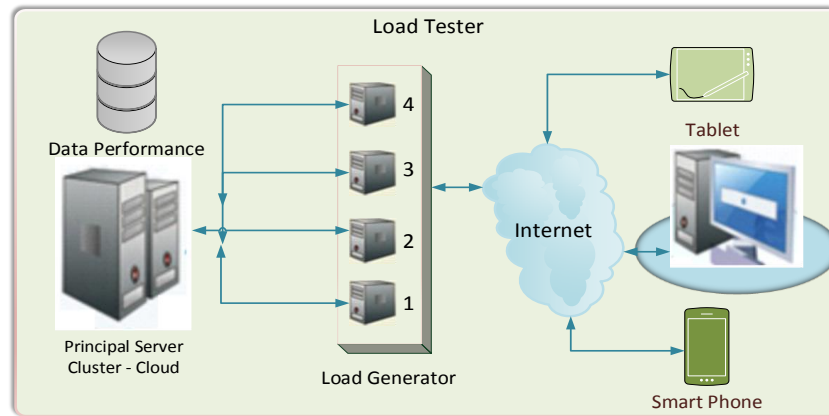 Load Tester
Data Performance
4
3
2
1
Principal Server
Cluster - Cloud
Load Generator
Internet
Tablet
Smart Phone